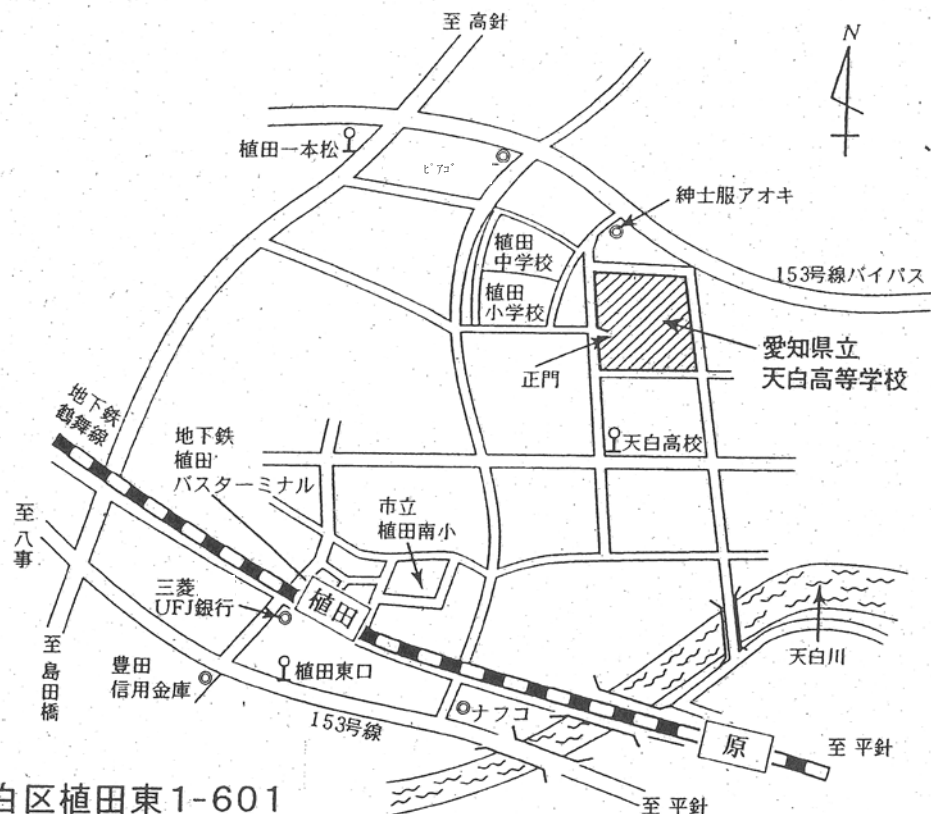 至 高針
N
植田一本松
ピアゴ
紳士服アオキ
植田
中学校
植田
小学校
153号線バイパス
愛知県立
天白高等学校
正門
地下鉄
鶴舞線
地下鉄
植田
バスターミナル
天白高校
市立
植田南小
至 八事
三菱
UFJ銀行
植田
天白川
至 島田橋
豊田
信用金庫
植田東口
153号線
ナフコ
原
至 平針
至 平針
白区植田東1-601